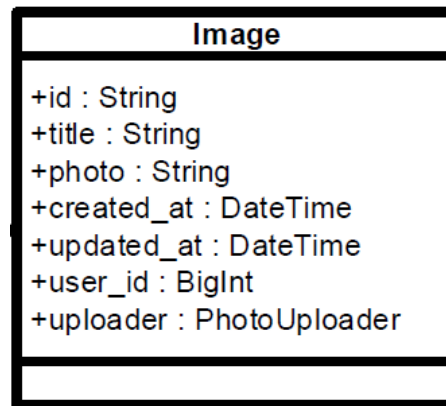 Image
+id : String
+title : String
+photo : String
+created_at : DateTime
+updated_at : DateTime
+user_id : BigInt
+uploader : PhotoUploader